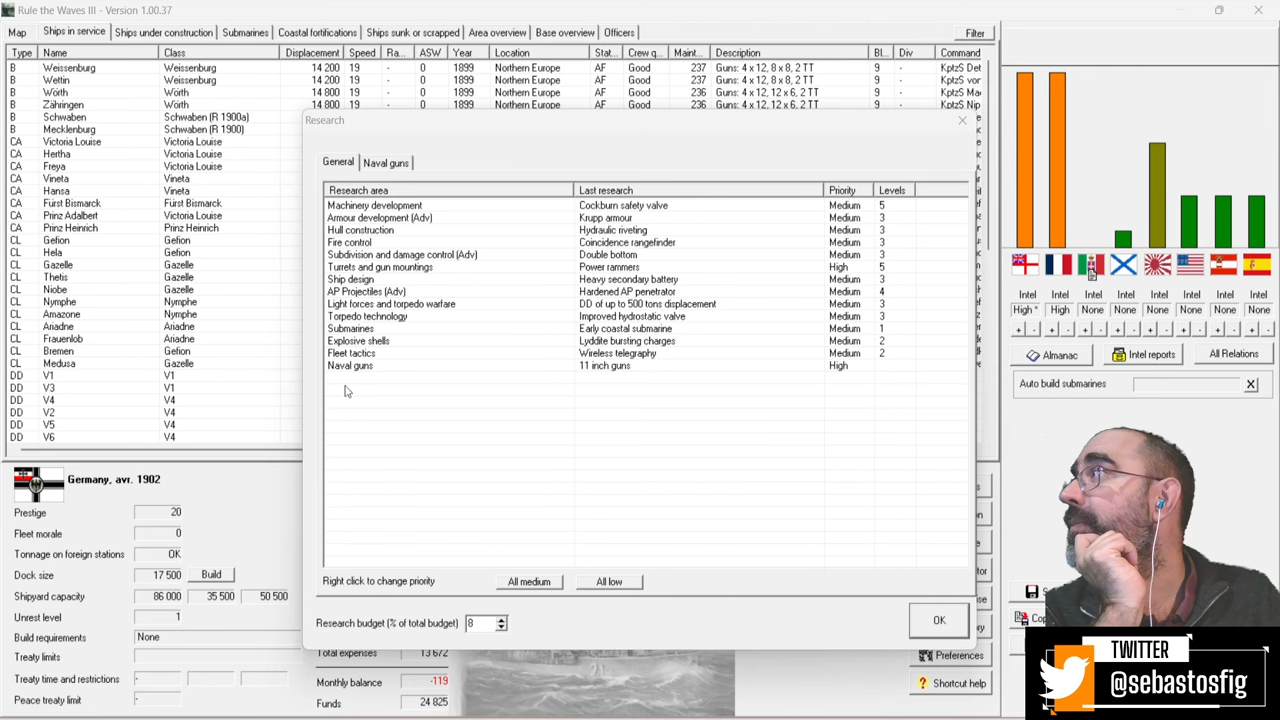 Rule the Waves III - Version 1.00.37
Map Ships in service Ships under construction Submarines Coastal fortifications Ships sunk or scrapped Area overview Base overview Officers Filter
Type Name Class Displacement Speed Ra... ASW Year Location Stat... Crew q... Maint... Description Bl... Div Command
B Weissenburg Weissenburg 14 200 19 - 0 1899 Northern Europe AF Good 237 Guns: 4 x 12, 8 x 8, 2 TT 9 - KptzS Det
B Wettin Weissenburg 14 200 19 - 0 1899 Northern Europe AF Good 237 Guns: 4 x 12, 8 x 8, 2 TT 9 - KptzS von
B Wörth Wörth 14 800 19 - 0 1899 Northern Europe AF Good 236 Guns: 4 x 12, 12 x 6, 2 TT 9 - KptzS Mac
B Zähringen Wörth 14 800 19 - 0 1899 Northern Europe AF Good 236 Guns: 4 x 12, 12 x 6, 2 TT 9 - KptzS Nip
B Schwaben Schwaben (R 1900a)
B Mecklenburg Schwaben (R 1900)
CA Victoria Louise Victoria Louise
CA Hertha Victoria Louise
CA Freya Victoria Louise
CA Vineta Vineta
CA Hansa Vineta
CA Fürst Bismarck Vineta
CA Prinz Adalbert Victoria Louise
CA Prinz Heinrich Vineta
CL Gefion Gefion
CL Hela Gefion
CL Gazelle Gazelle
CL Thetis Gazelle
CL Niobe Gazelle
CL Nymphe Gazelle
CL Amazone Gazelle
CL Ariadne Gazelle
CL Frauenlob Gazelle
CL Bremen Gazelle
CL Medusa Gazelle
DD V1 V1
DD V3 V1
DD V4 V4
DD V2 V4
DD V5 V4
DD V6 V4
Research
General Naval guns
Research area Last research Priority Levels
Machinery development Cockburn safety valve Medium 5
Armour development (Adv) Krupp armour Medium 3
Hull construction Hydraulic riveting Medium 3
Fire control Coincidence rangefinder Medium 3
Subdivision and damage control (Adv) Double bottom Medium 3
Turrets and gun mountings Power rammers High 5
Ship design Heavy secondary battery Medium 3
AP Projectiles (Adv) Hardened AP penetrator Medium 4
Light forces and torpedo warfare DD of up to 500 tons displacement Medium 3
Torpedo technology Improved hydrostatic valve Medium 3
Submarines Early coastal submarine Medium 1
Explosive shells Lyddite bursting charges Medium 2
Fleet tactics Wireless telegraphy Medium 2
Naval guns 11 inch guns High
Right click to change priority All medium All low
Research budget (% of total budget) 8 OK
Intel Intel Intel Intel Intel Intel Intel Intel
High * High None None None None None None
+ - + - + - + - + - + - + - + -
Almanac Intel reports All Relations
Auto build submarines X
Germany, avr. 1902
Prestige 20
Fleet morale 0
Tonnage on foreign stations OK
Dock size 17 500 Build
Shipyard capacity 86 000 35 500 50 500
Unrest level 1
Build requirements None
Treaty limits
Treaty time and restrictions - 
Peace treaty limit -
Total expenses 13 672
Monthly balance -119
Funds 24 825
Preferences
? Shortcut help
TWITTER
@sebastosfig